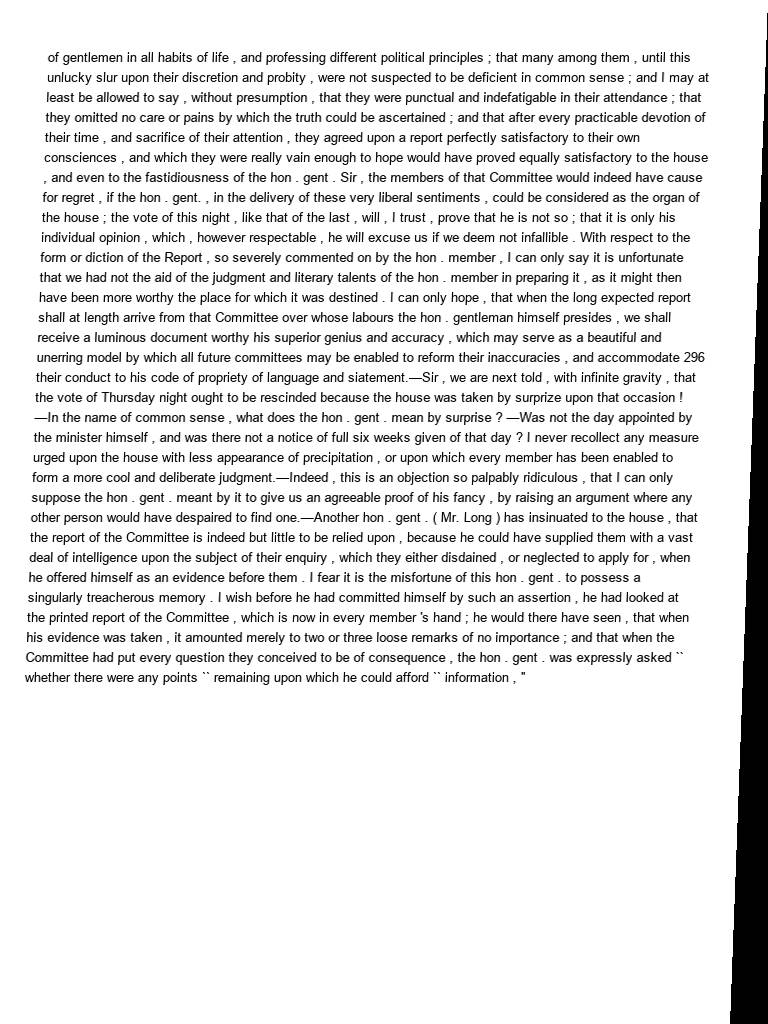 of gentlemen in all habits of life , and professing different political principles ; that many among them , until this
unlucky slur upon their discretion and probity , were not suspected to be deficient in common sense ; and I may at
least be allowed to say , without presumption , that they were punctual and indefatigable in their attendance ; that
they omitted no care or pains by which the truth could be ascertained ; and that after every practicable devotion of
their time , and sacrifice of their attention , they agreed upon a report perfectly satisfactory to their own
consciences , and which they were really vain enough to hope would have proved equally satisfactory to the house
, and even to the fastidiousness of the hon . gent . Sir , the members of that Committee would indeed have cause
for regret , if the hon . gent. , in the delivery of these very liberal sentiments , could be considered as the organ of
the house ; the vote of this night , like that of the last , will , I trust , prove that he is not so ; that it is only his
individual opinion , which , however respectable , he will excuse us if we deem not infallible . With respect to the
form or diction of the Report , so severely commented on by the hon . member , I can only say it is unfortunate
that we had not the aid of the judgment and literary talents of the hon . member in preparing it , as it might then
have been more worthy the place for which it was destined . I can only hope , that when the long expected report
shall at length arrive from that Committee over whose labours the hon . gentleman himself presides , we shall
receive a luminous document worthy his superior genius and accuracy , which may serve as a beautiful and
unerring model by which all future committees may be enabled to reform their inaccuracies , and accommodate 296
their conduct to his code of propriety of language and siatement.—Sir , we are next told , with infinite gravity , that
the vote of Thursday night ought to be rescinded because the house was taken by surprize upon that occasion !
—In the name of common sense , what does the hon . gent . mean by surprise ? —Was not the day appointed by
the minister himself , and was there not a notice of full six weeks given of that day ? I never recollect any measure
urged upon the house with less appearance of precipitation , or upon which every member has been enabled to
form a more cool and deliberate judgment.—Indeed , this is an objection so palpably ridiculous , that I can only
suppose the hon . gent . meant by it to give us an agreeable proof of his fancy , by raising an argument where any
other person would have despaired to find one.—Another hon . gent . ( Mr. Long ) has insinuated to the house , that
the report of the Committee is indeed but little to be relied upon , because he could have supplied them with a vast
deal of intelligence upon the subject of their enquiry , which they either disdained , or neglected to apply for , when
he offered himself as an evidence before them . I fear it is the misfortune of this hon . gent . to possess a
singularly treacherous memory . I wish before he had committed himself by such an assertion , he had looked at
the printed report of the Committee , which is now in every member 's hand ; he would there have seen , that when
his evidence was taken , it amounted merely to two or three loose remarks of no importance ; and that when the
Committee had put every question they conceived to be of consequence , the hon . gent . was expressly asked ``
whether there were any points `` remaining upon which he could afford `` information , "